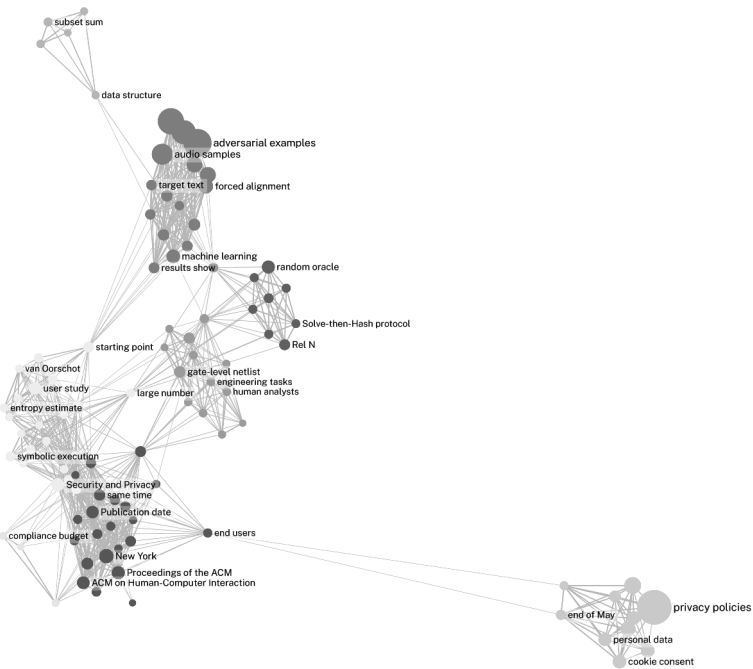 subset sum
data structure
adversarial examples
audio samples
target text
forced alignment
machine learning
results show
random oracle
Solve-then-Hash protocol
Rel N
starting point
van Oorschot
gate-level netlist
engineering tasks
user study
large number
human analysts
entropy estimate
symbolic execution
Security and Privacy
same time
Publication date
compliance budget
end users
New York
Proceedings of the ACM
ACM on Human-Computer Interaction
privacy policies
end of May
personal data
cookie consent